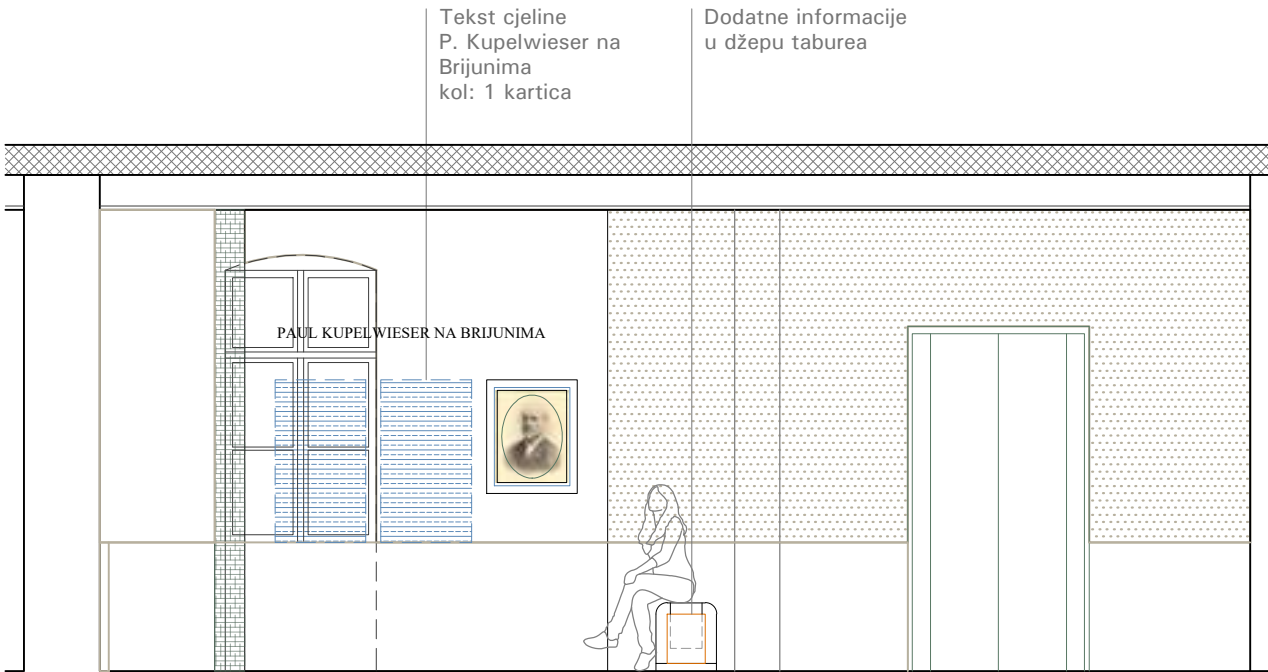 Tekst cjeline
P. Kupelwieser na
Brijunima
kol: 1 kartica
Dodatne informacije
u džepu taburea
PAUL KUPELWIESER NA BRIJUNIMA